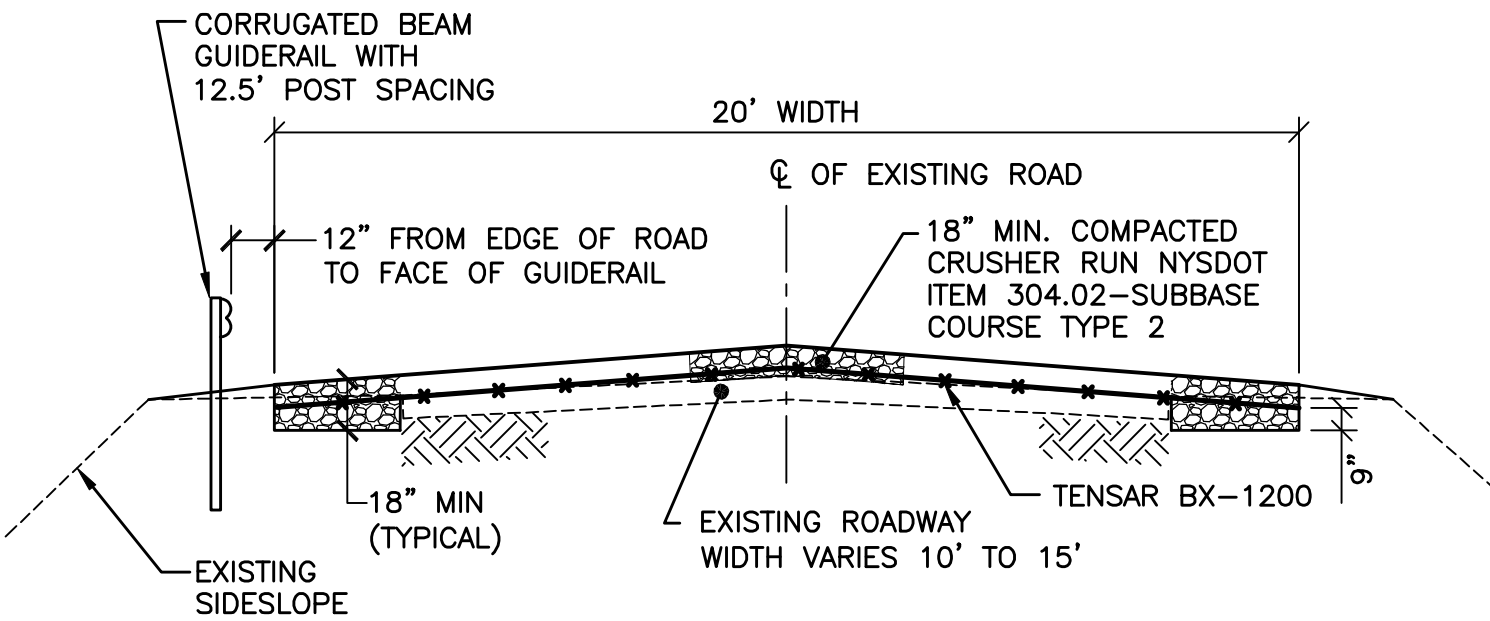 CORRUGATED BEAM
GUIDERAIL WITH
12.5' POST SPACING
20' WIDTH
℄ OF EXISTING ROAD
12" FROM EDGE OF ROAD
TO FACE OF GUIDERAIL
18" MIN. COMPACTED
CRUSHER RUN NYSDOT
ITEM 304.02-SUBBASE
COURSE TYPE 2
9"
18" MIN
(TYPICAL)
TENSAR BX-1200
EXISTING ROADWAY
WIDTH VARIES 10' TO 15'
EXISTING
SIDESLOPE